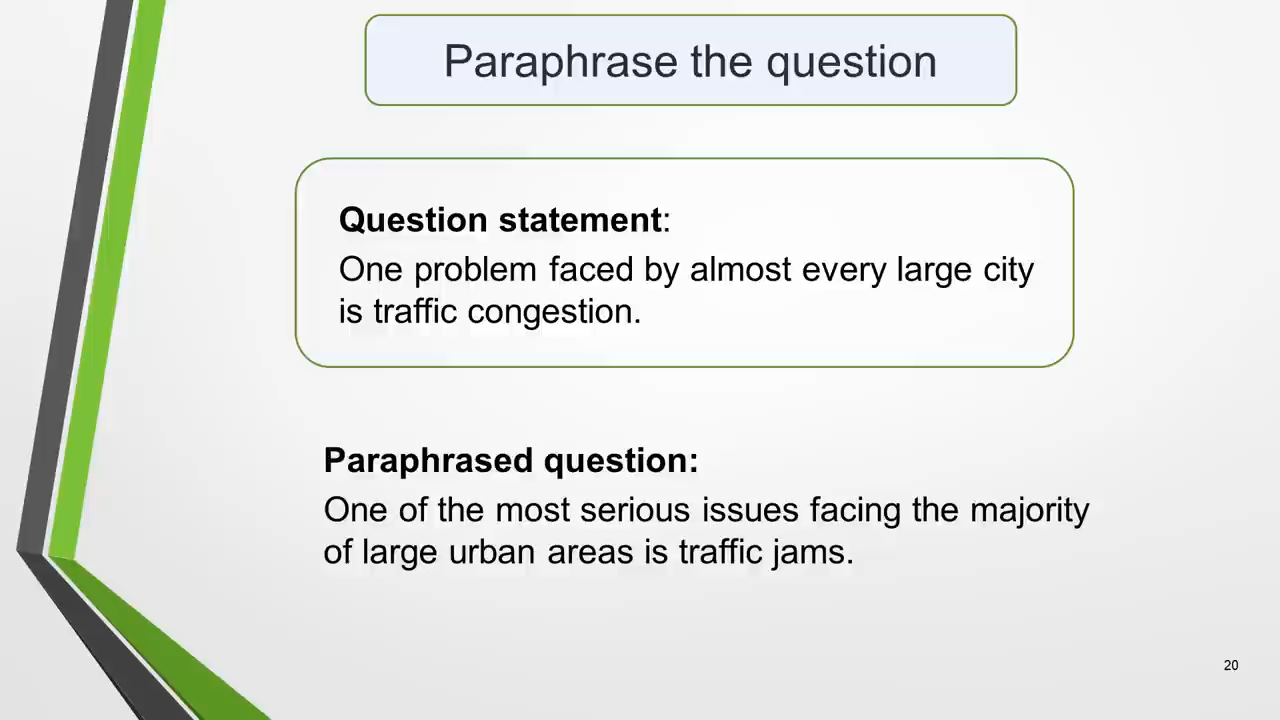 Paraphrase the question
Question statement:
One problem faced by almost every large city
is traffic congestion.
Paraphrased question:
One of the most serious issues facing the majority
of large urban areas is traffic jams.
20